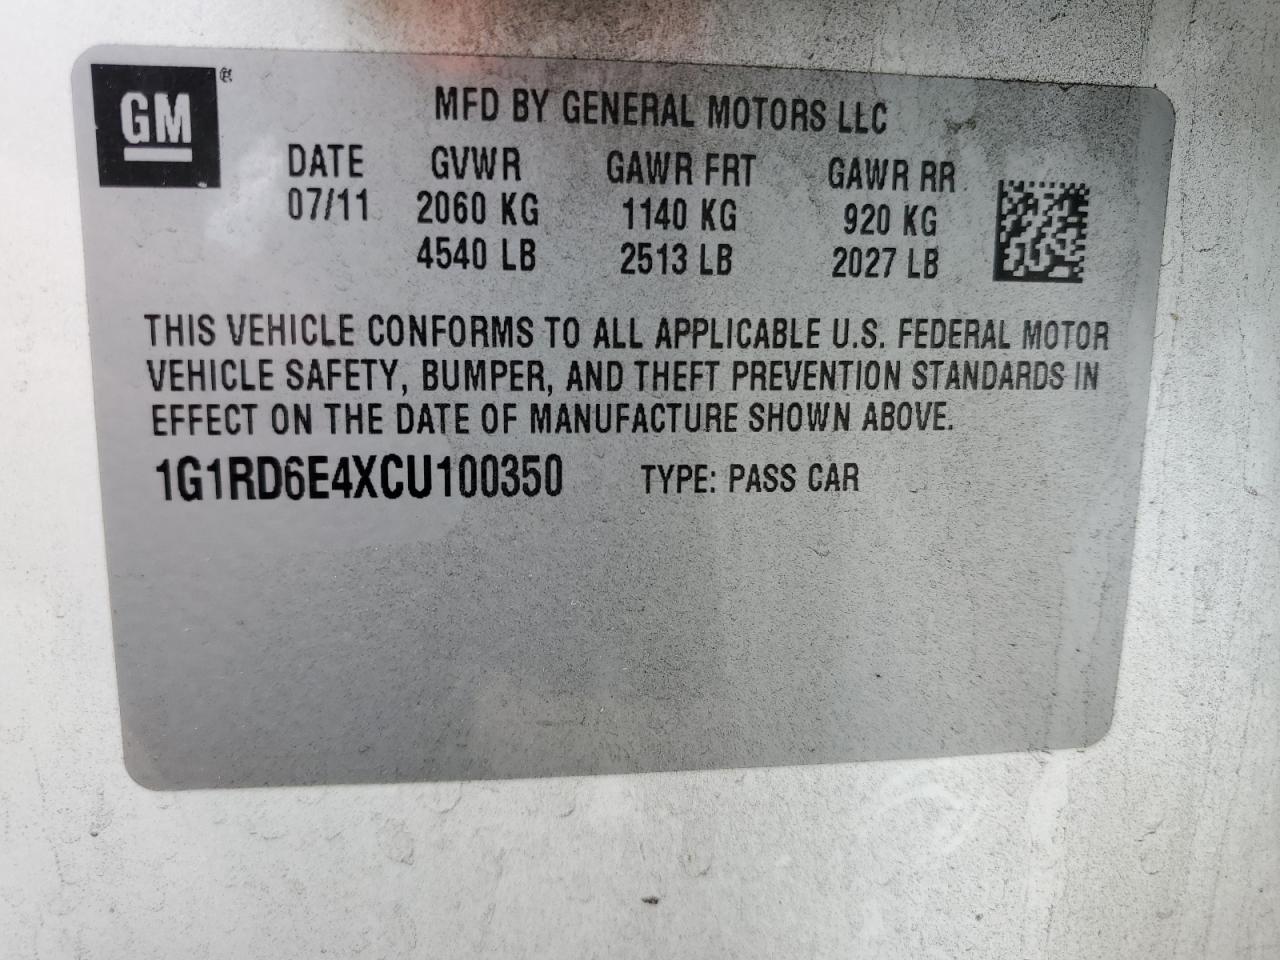 GM®
MFD BY GENERAL MOTORS LLC
DATE GVWR GAWR FRT GAWR RR
07/11 2060 KG 1140 KG 920 KG
4540 LB 2513 LB 2027 LB
THIS VEHICLE CONFORMS TO ALL APPLICABLE U.S. FEDERAL MOTOR
VEHICLE SAFETY, BUMPER, AND THEFT PREVENTION STANDARDS IN
EFFECT ON THE DATE OF MANUFACTURE SHOWN ABOVE.
1G1RD6E4XCU100350 TYPE: PASS CAR